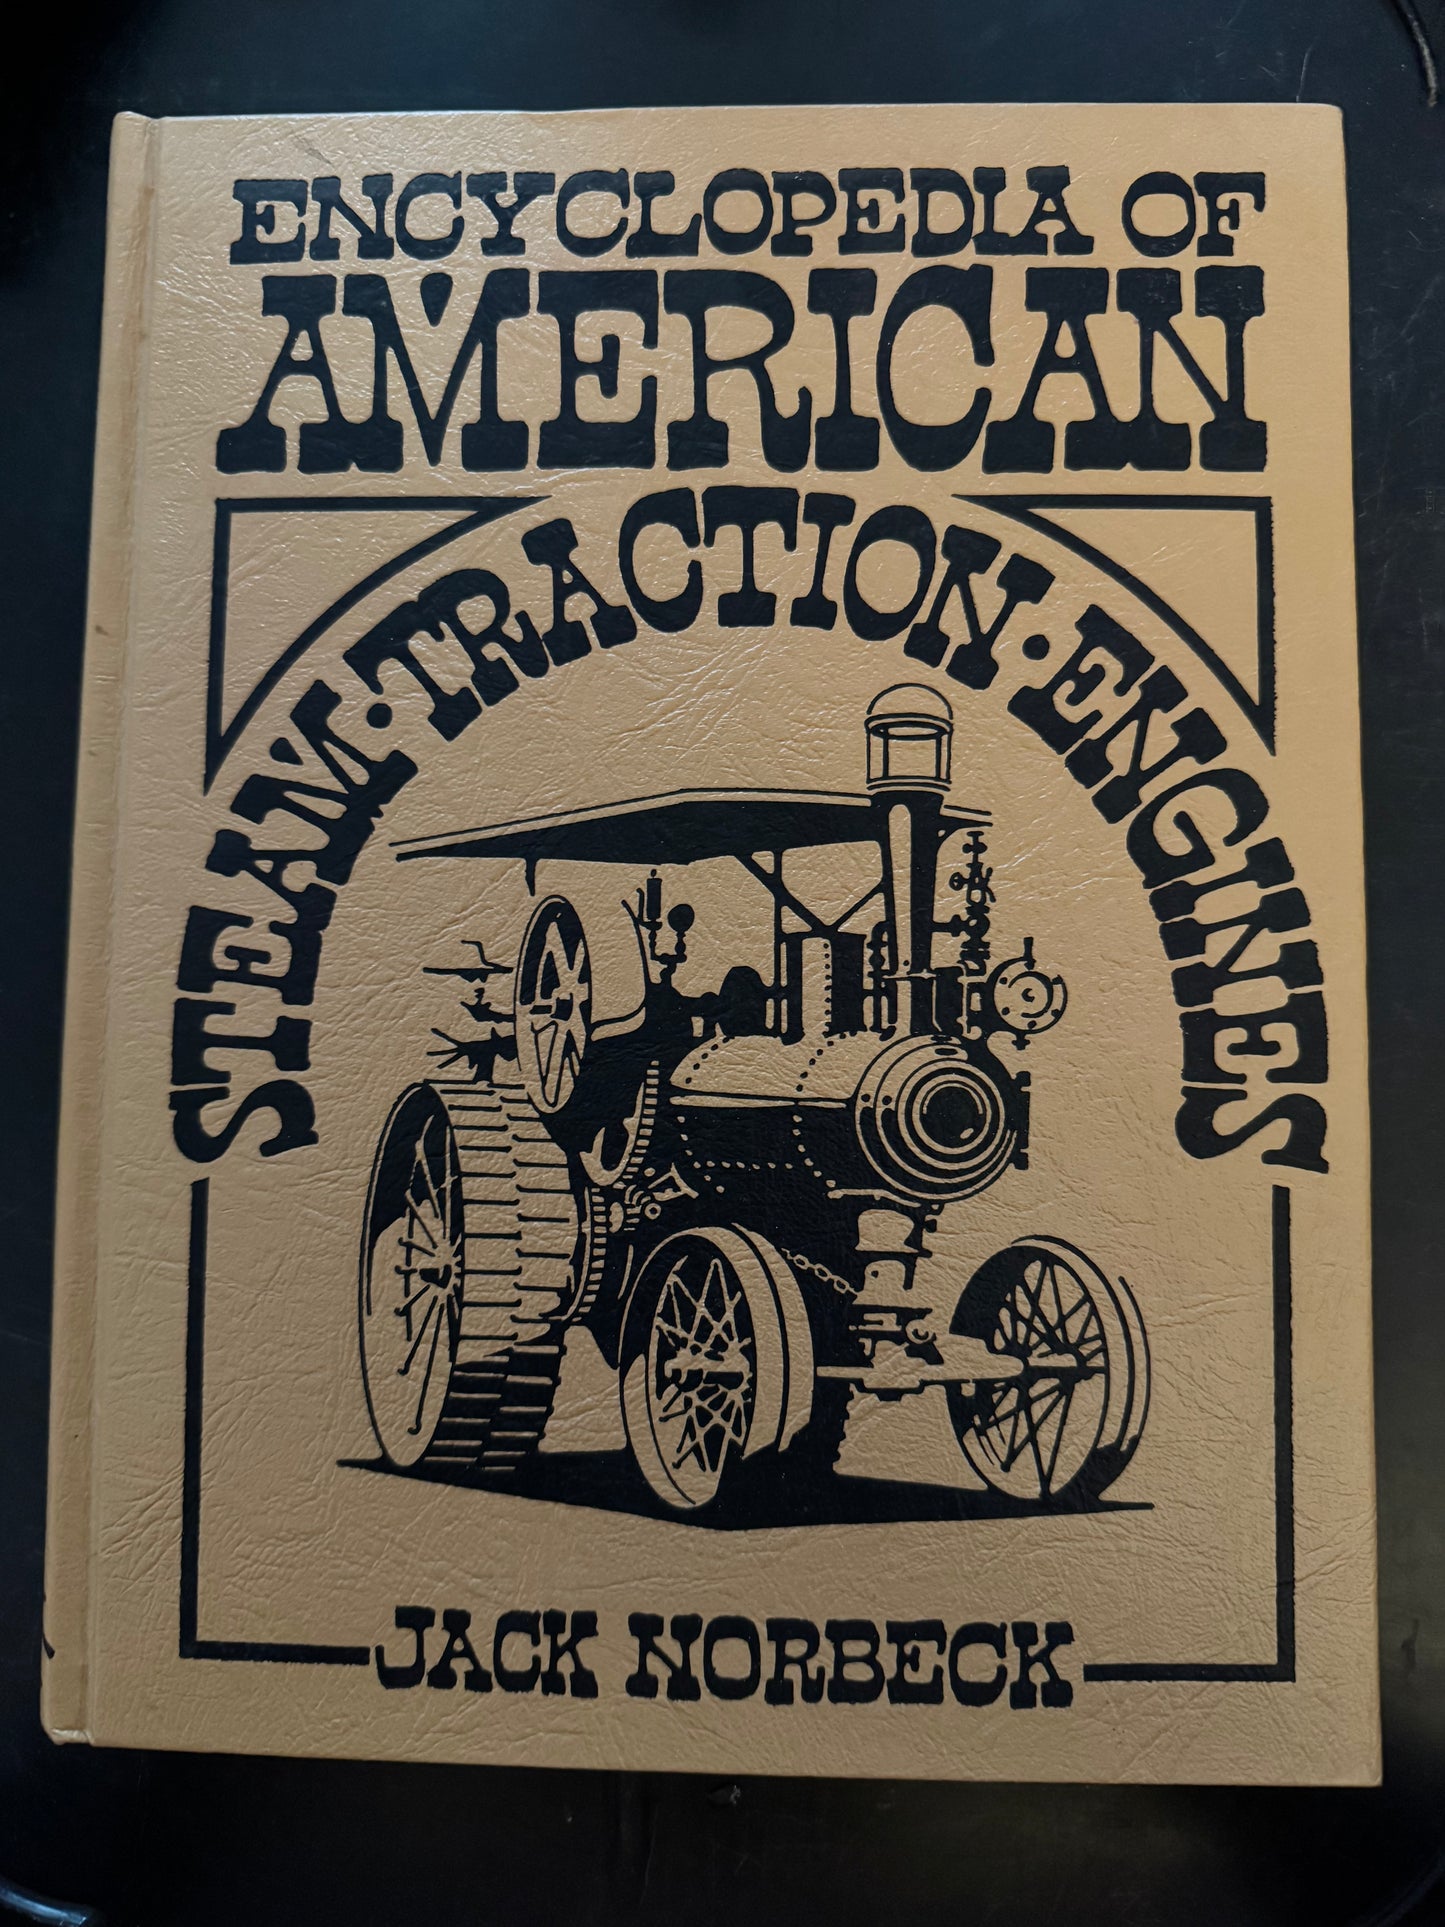 ENCYCLOPEDIA OF
AMERICAN
STEAM·TRACTION·ENGINES
JACK NORBECK